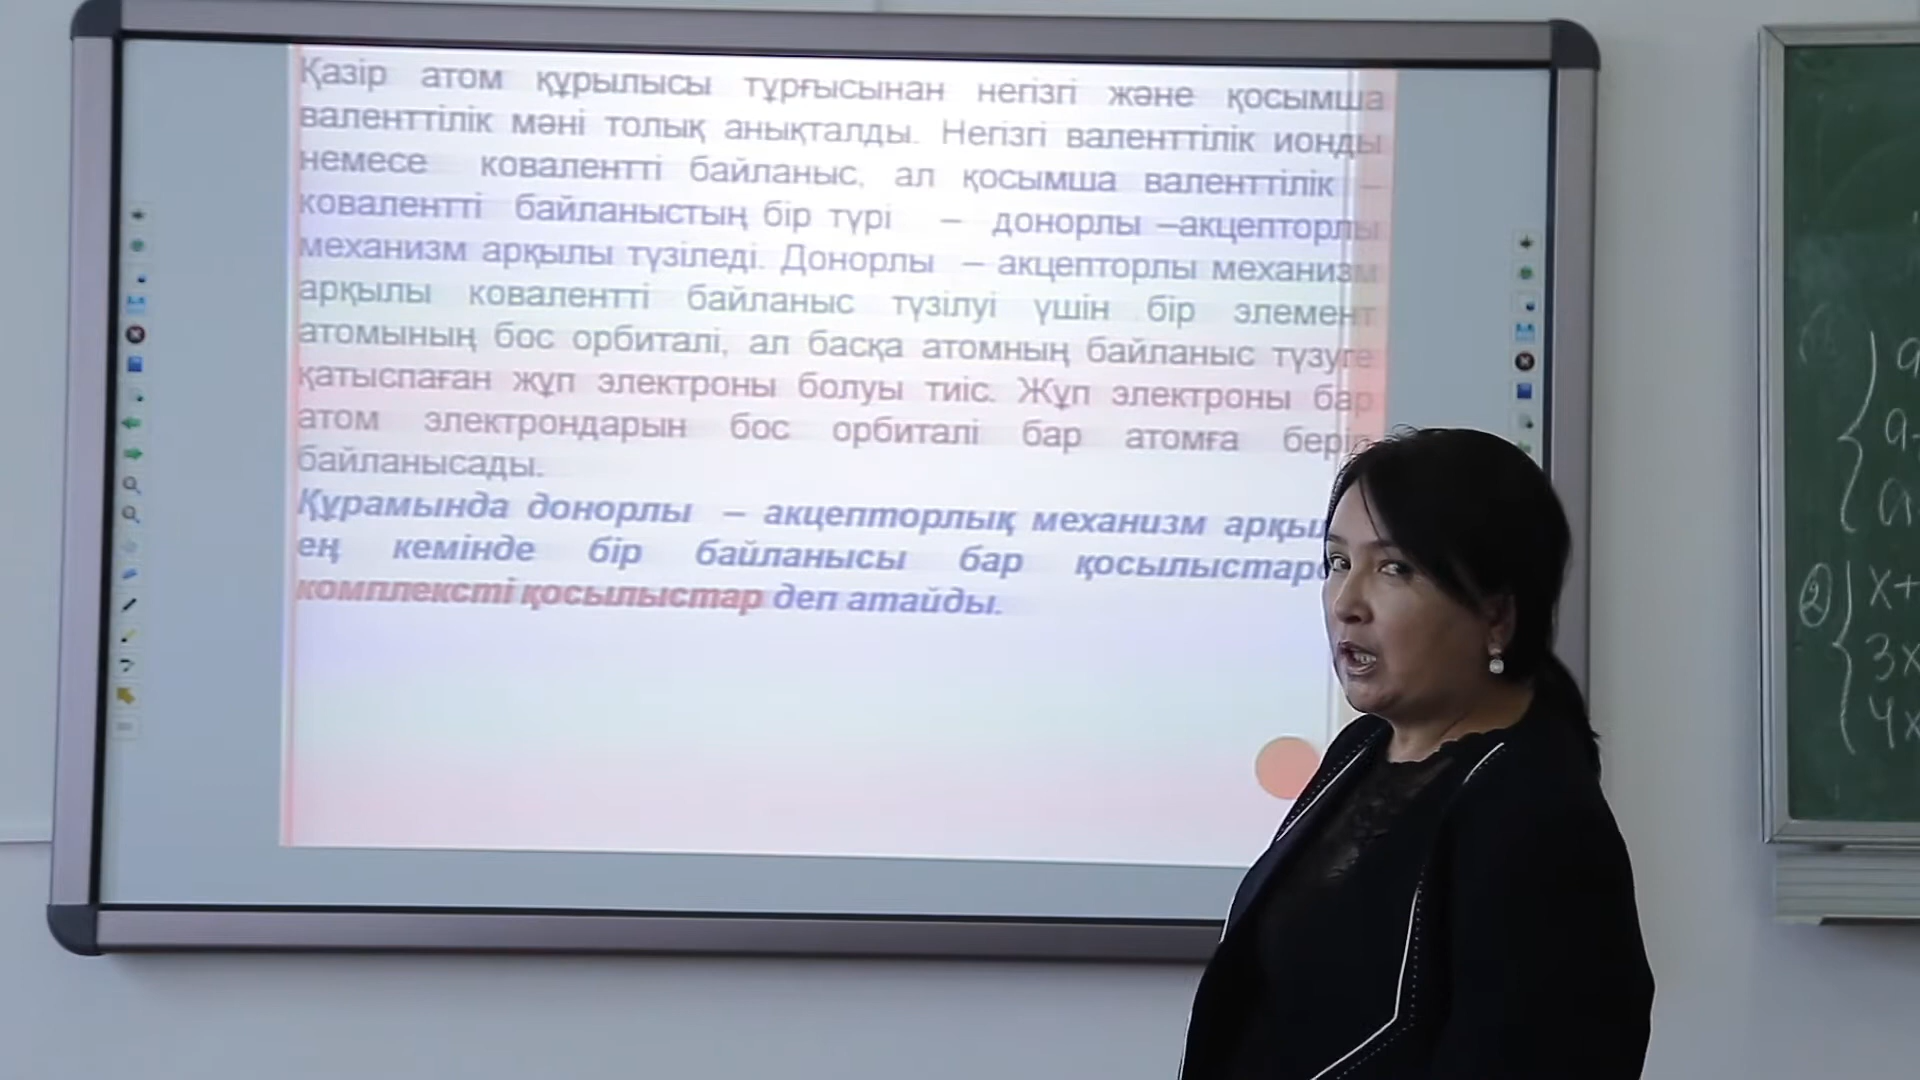 Қазір атом құрылысы тұрғысынан негізгі және қосымша
валенттілік мәні толық анықталды. Негізгі валенттілік ионды
немесе ковалентті байланыс, ал қосымша валенттілік –
ковалентті байланыстың бір түрі – донорлы –акцепторлы
механизм арқылы түзіледі. Донорлы – акцепторлы механизм
арқылы ковалентті байланыс түзілуі үшін бір элемент
атомының бос орбиталі, ал басқа атомның байланыс түзуге
қатыспаған жұп электроны болуы тиіс. Жұп электроны бар
атом электрондарын бос орбиталі бар атомға беріп
байланысады.
Құрамында донорлы – акцепторлық механизм
ең кемінде бір байланысы бар
комплексті қосылыстар деп атайды.
a
a
a
② x+
3x
4x